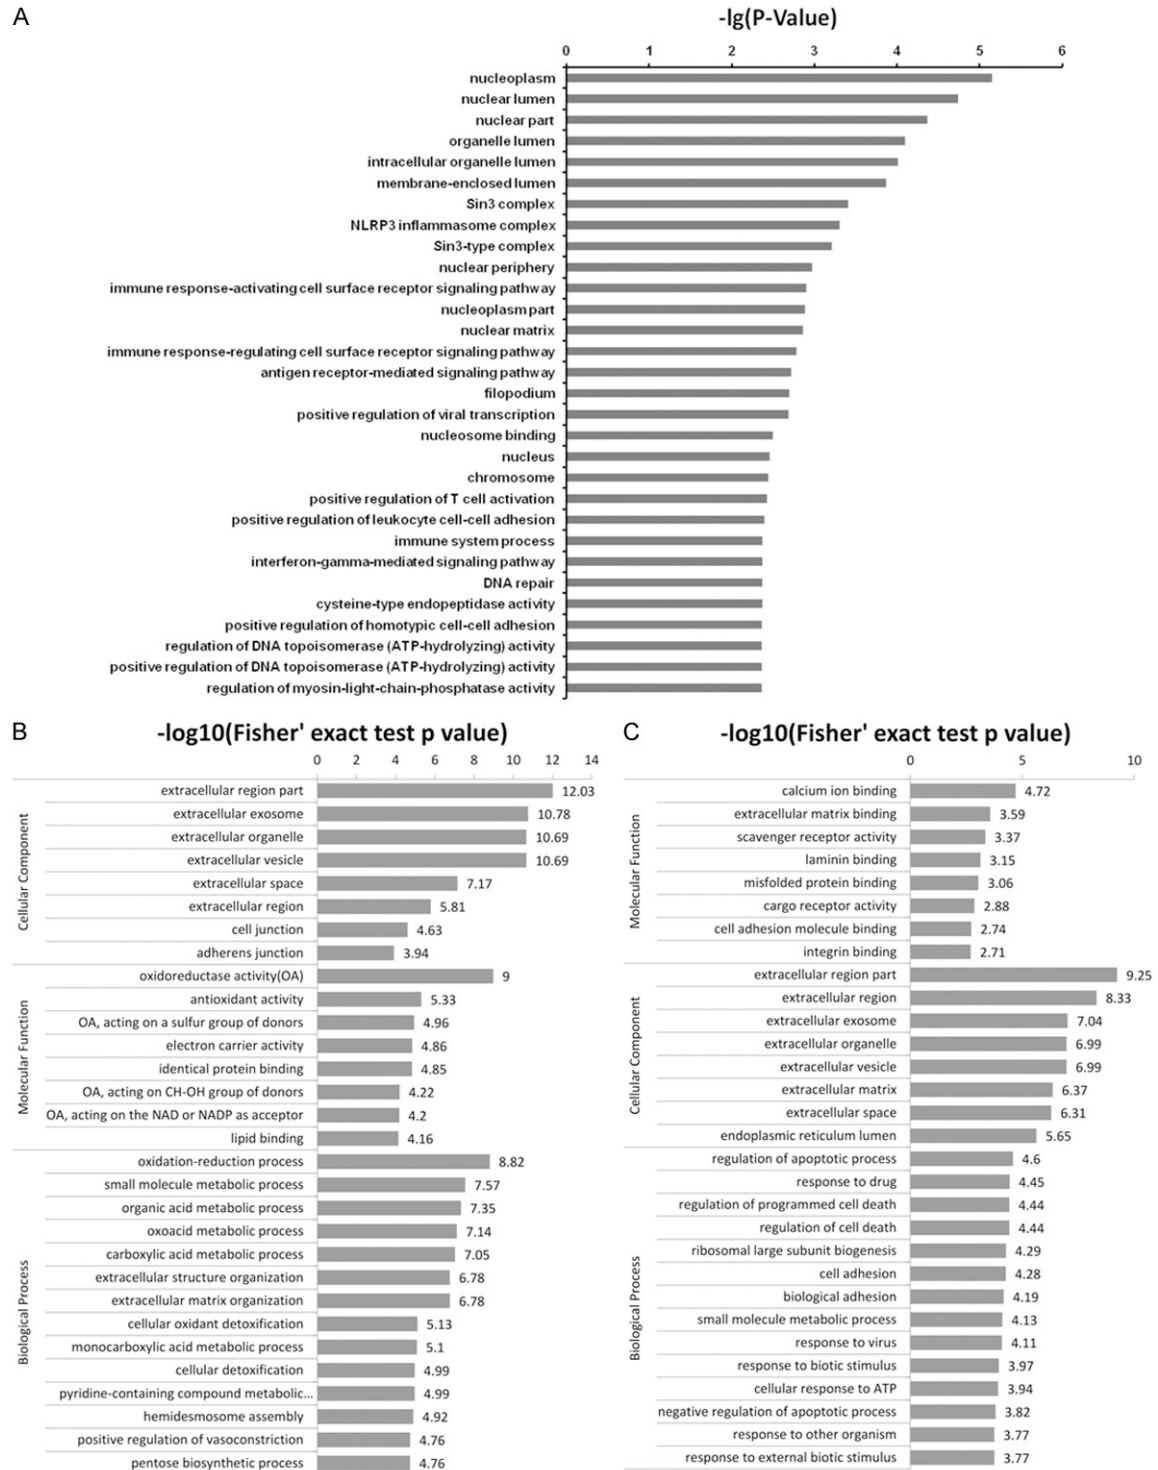 A
-lg(P-Value)
0 1 2 3 4 5 6
nucleoplasm
nuclear lumen
nuclear part
organelle lumen
intracellular organelle lumen
membrane-enclosed lumen
Sin3 complex
NLRP3 inflammasome complex
Sin3-type complex
nuclear periphery
immune response-activating cell surface receptor signaling pathway
nucleoplasm part
nuclear matrix
immune response-regulating cell surface receptor signaling pathway
antigen receptor-mediated signaling pathway
filopodium
positive regulation of viral transcription
nucleosome binding
nucleus
chromosome
positive regulation of T cell activation
positive regulation of leukocyte cell-cell adhesion
immune system process
interferon-gamma-mediated signaling pathway
DNA repair
cysteine-type endopeptidase activity
positive regulation of homotypic cell-cell adhesion
regulation of DNA topoisomerase (ATP-hydrolyzing) activity
positive regulation of DNA topoisomerase (ATP-hydrolyzing) activity
regulation of myosin-light-chain-phosphatase activity
B
-log10(Fisher' exact test p value)
0 2 4 6 8 10 12 14
Cellular Component
extracellular region part 12.03
extracellular exosome 10.78
extracellular organelle 10.69
extracellular vesicle 10.69
extracellular space 7.17
extracellular region 5.81
cell junction 4.63
adherens junction 3.94
Molecular Function
oxidoreductase activity(OA) 9
antioxidant activity 5.33
OA, acting on a sulfur group of donors 4.96
electron carrier activity 4.86
identical protein binding 4.85
OA, acting on CH-OH group of donors 4.22
OA, acting on the NAD or NADP as acceptor 4.2
lipid binding 4.16
Biological Process
oxidation-reduction process 8.82
small molecule metabolic process 7.57
organic acid metabolic process 7.35
oxoacid metabolic process 7.14
carboxylic acid metabolic process 7.05
extracellular structure organization 6.78
extracellular matrix organization 6.78
cellular oxidant detoxification 5.13
monocarboxylic acid metabolic process 5.1
cellular detoxification 4.99
pyridine-containing compound metabolic... 4.99
hemidesmosome assembly 4.92
positive regulation of vasoconstriction 4.76
pentose biosynthetic process 4.76
C
-log10(Fisher' exact test p value)
0 5 10
Molecular Function
calcium ion binding 4.72
extracellular matrix binding 3.59
scavenger receptor activity 3.37
laminin binding 3.15
misfolded protein binding 3.06
cargo receptor activity 2.88
cell adhesion molecule binding 2.74
integrin binding 2.71
Cellular Component
extracellular region part 9.25
extracellular region 8.33
extracellular exosome 7.04
extracellular organelle 6.99
extracellular vesicle 6.99
extracellular matrix 6.37
extracellular space 6.31
endoplasmic reticulum lumen 5.65
Biological Process
regulation of apoptotic process 4.6
response to drug 4.45
regulation of programmed cell death 4.44
regulation of cell death 4.44
ribosomal large subunit biogenesis 4.29
cell adhesion 4.28
biological adhesion 4.19
small molecule metabolic process 4.13
response to virus 4.11
response to biotic stimulus 3.97
cellular response to ATP 3.94
negative regulation of apoptotic process 3.82
response to other organism 3.77
response to external biotic stimulus 3.77